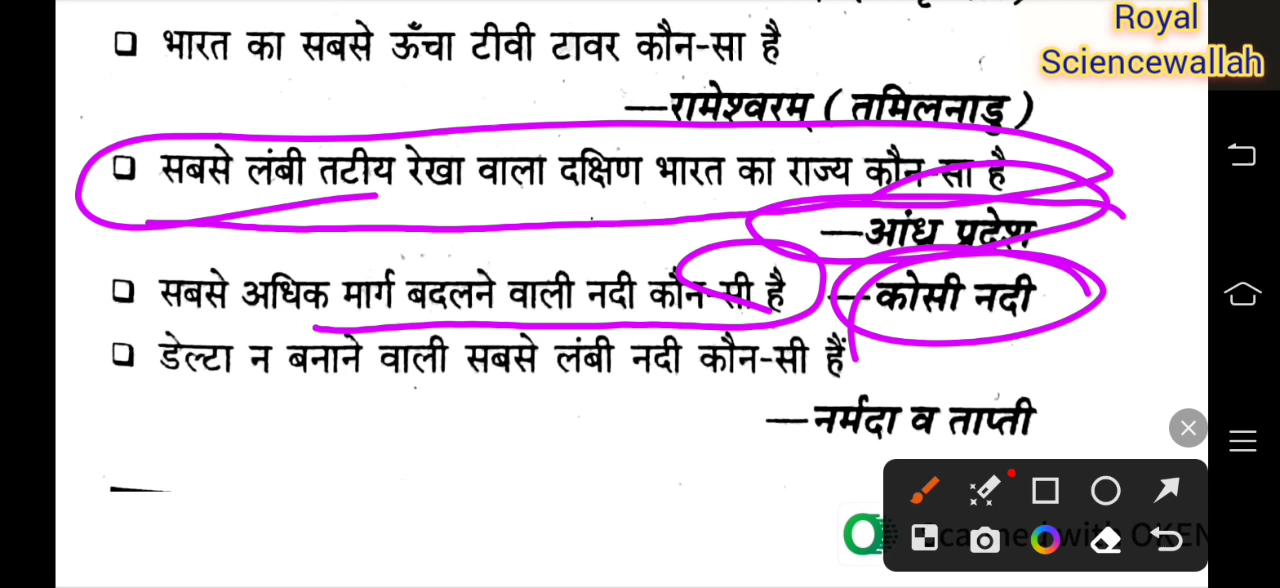 Royal
Sciencewallah
❑ भारत का सबसे ऊँचा टीवी टावर कौन-सा है
—रामेश्वरम् ( तमिलनाडु )
❑ सबसे लंबी तटीय रेखा वाला दक्षिण भारत का राज्य कौन-सा है
—आंध्र प्रदेश
❑ सबसे अधिक मार्ग बदलने वाली नदी कौन-सी है —कोसी नदी
❑ डेल्टा न बनाने वाली सबसे लंबी नदी कौन-सी हैं
—नर्मदा व ताप्ती